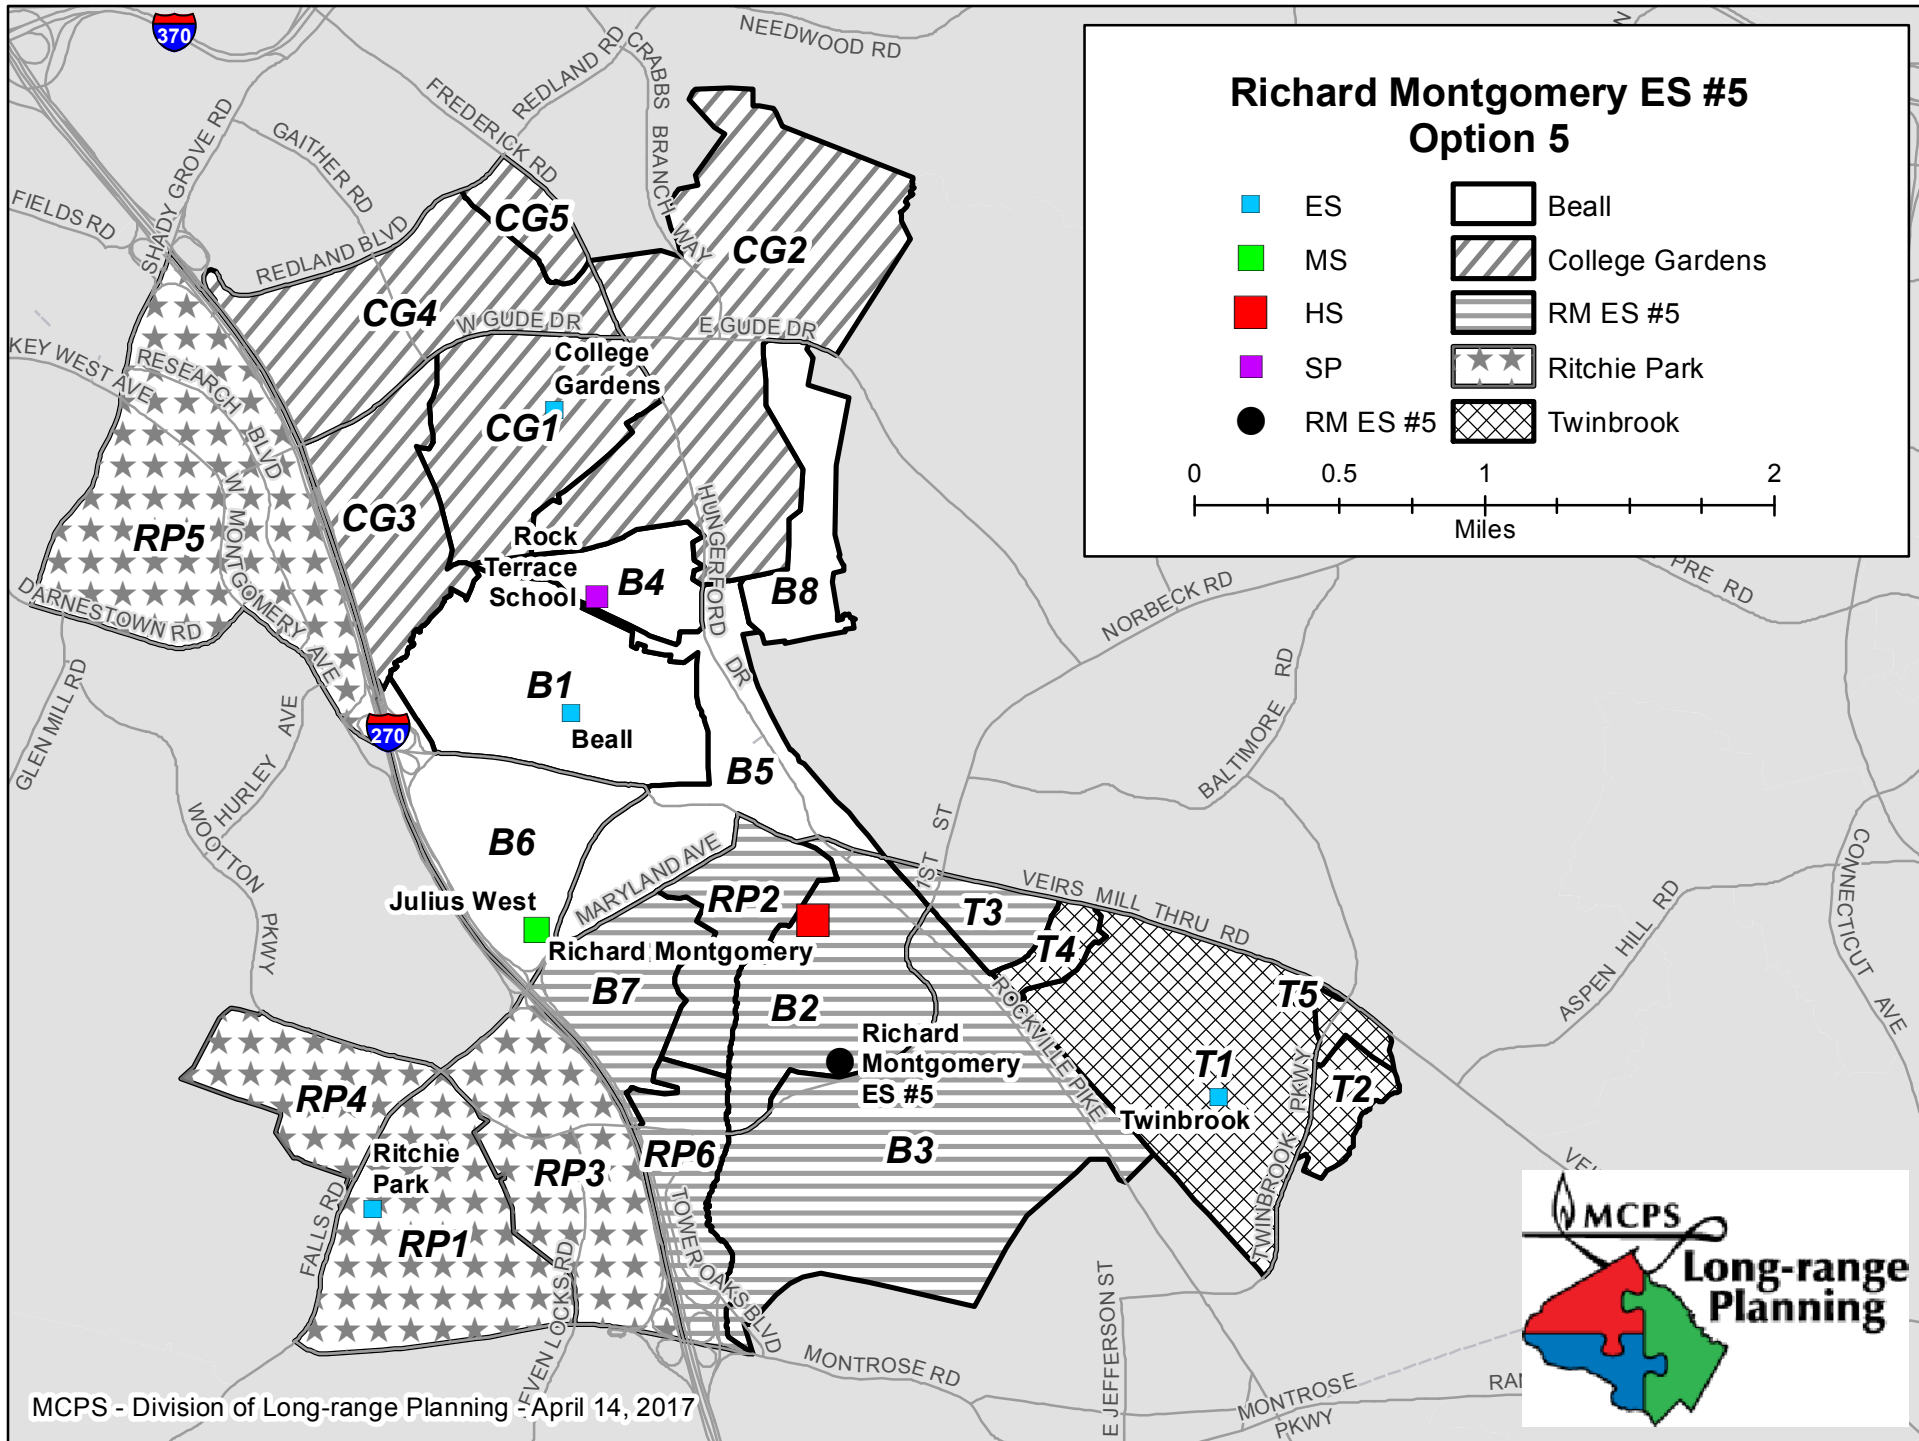 370
NEEDWOOD RD
REDLAND RD
CRABBS BRANCH WAY
FREDERICK RD
SHADY GROVE RD
GAITHER RD
FIELDS RD
REDLAND BLVD
Richard Montgomery ES #5
Option 5
ES
MS
HS
SP
RM ES #5
Beall
College Gardens
RM ES #5
Ritchie Park
Twinbrook
0
0.5
1
2
Miles
CG5
CG2
CG4
W GUDE DR
E GUDE DR
College
Gardens
CG1
CG3
KEY WEST AVE
RESEARCH BLVD
W MONTGOMERY AVE
RP5
DARNESTOWN RD
HUNGERFORD DR
Rock
Terrace
School
B4
B8
NORBECK RD
PRE RD
GLEN MILL RD
HURLEY AVE
WOOTTON PKWY
270
B1
Beall
B5
BALTIMORE RD
1ST ST
B6
Julius West
MARYLAND AVE
RP2
Richard Montgomery
B7
B2
T3
T4
VEIRS MILL THRU RD
ASPEN HILL RD
CONNECTICUT AVE
T5
ROCKVILLE PIKE
Richard
Montgomery
ES #5
T1
Twinbrook
T2
TWINBROOK PKWY
RP4
Ritchie
Park
RP3
RP6
B3
RP1
FALLS RD
TOWER OAKS BLVD
EVEN LOCKS RD
MONTROSE RD
E JEFFERSON ST
MONTROSE PKWY
RAN
VEI
MCPS
Long-range
Planning
MCPS - Division of Long-range Planning - April 14, 2017